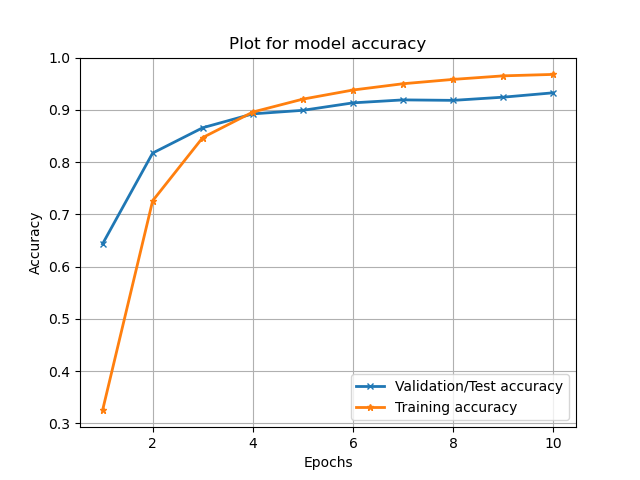 Plot for model accuracy
1.0
0.9
0.8
0.7
0.6
0.5
0.4
0.3
Accuracy
Validation/Test accuracy
Training accuracy
2 4 6 8 10
Epochs